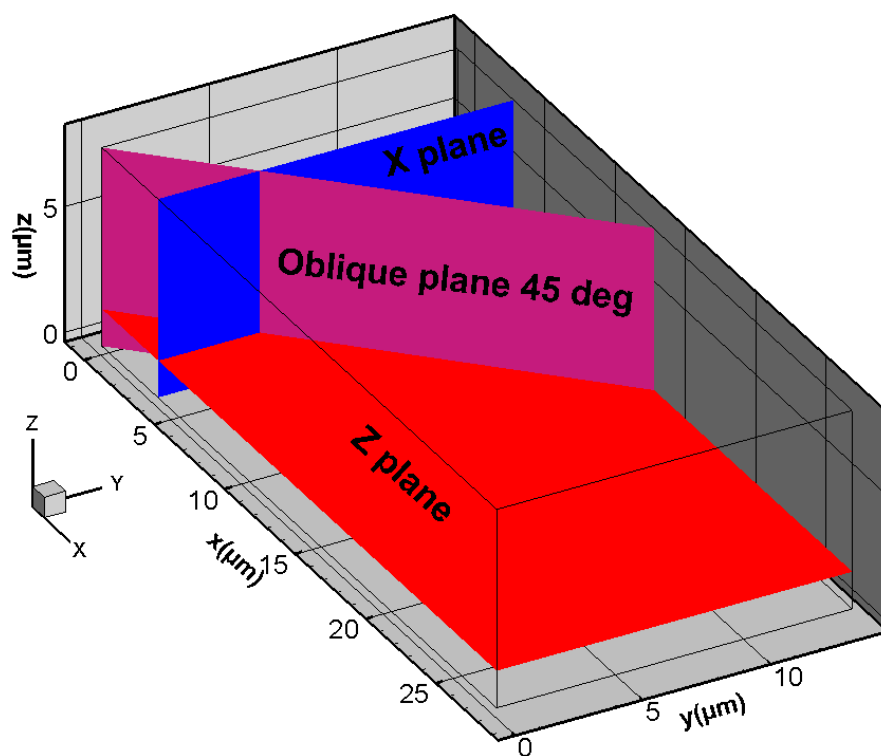 X plane
5
Oblique plane 45 deg
z(µm)
0
0
Z plane
5
Z
Y
X
10
x(µm)
15
20
25
0
5
10
y(µm)